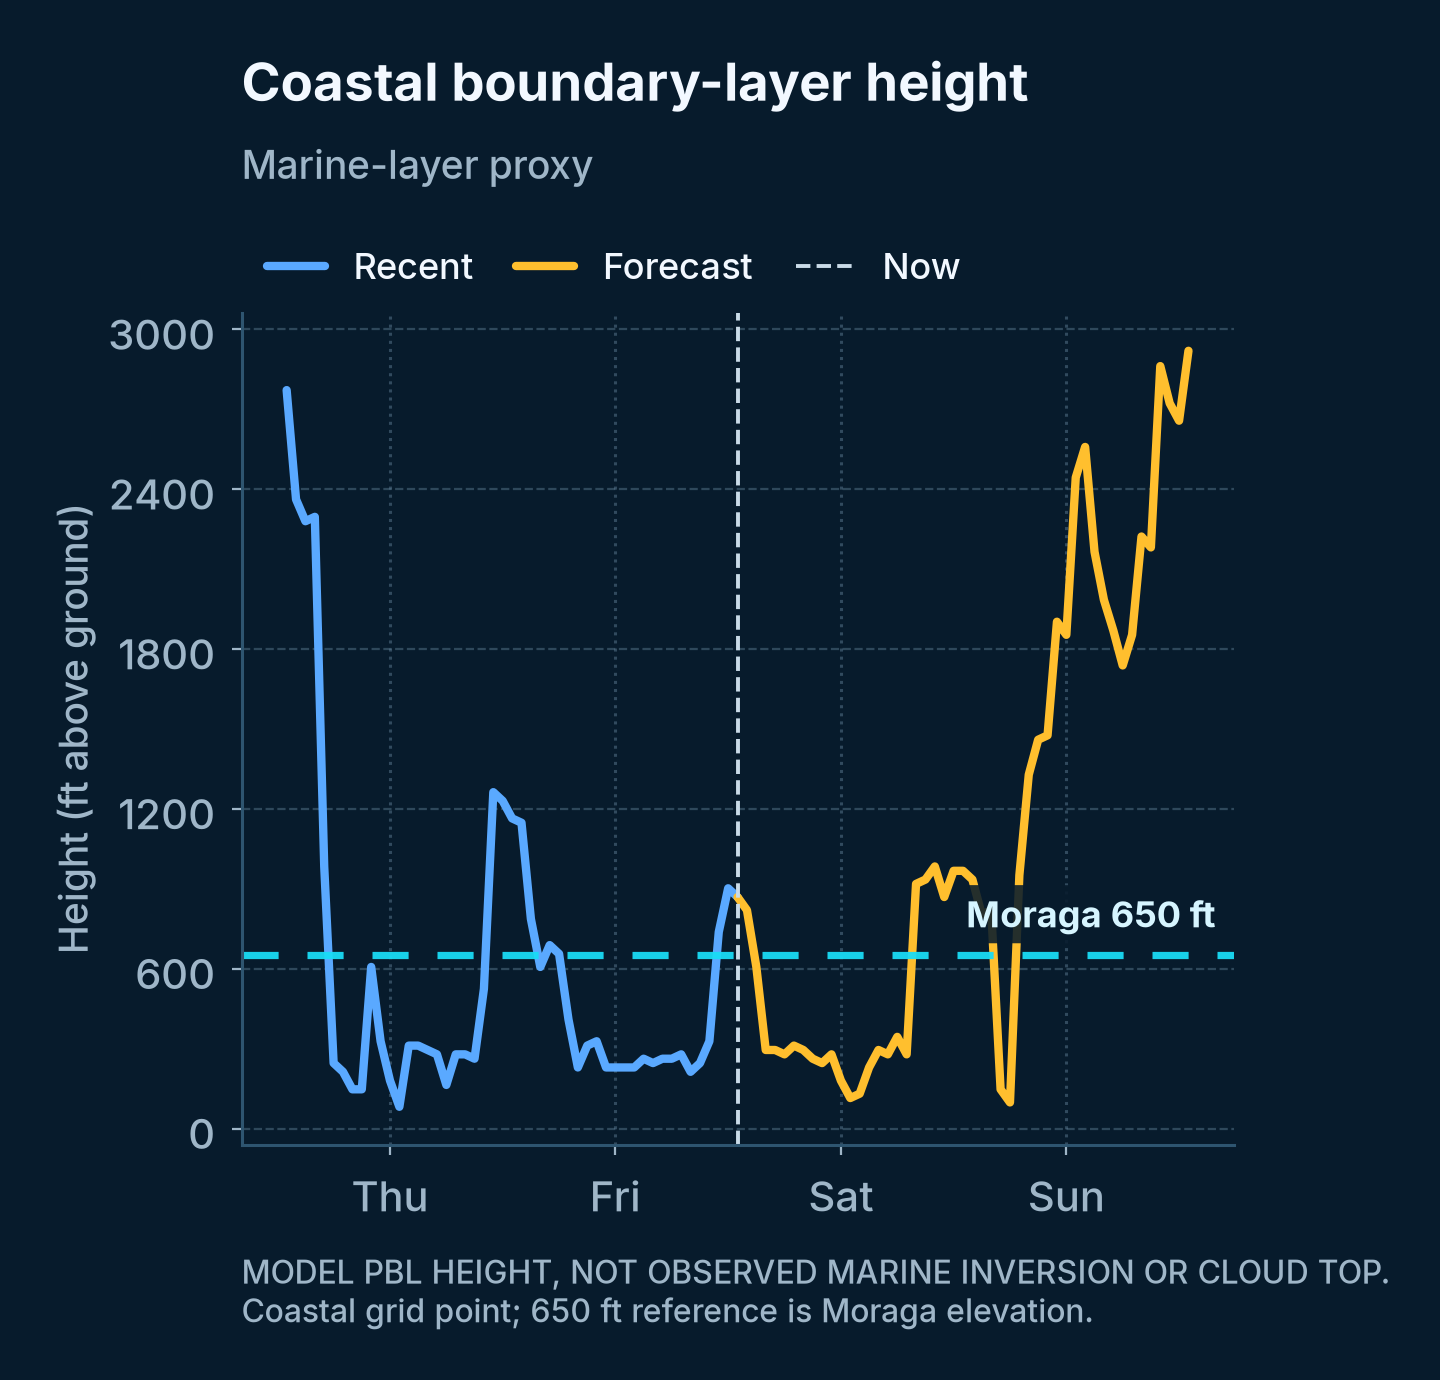 Coastal boundary-layer height
Marine-layer proxy
Recent Forecast Now
3000
2400
1800
1200
600
0
Height (ft above ground)
Moraga 650 ft
Thu Fri Sat Sun
MODEL PBL HEIGHT, NOT OBSERVED MARINE INVERSION OR CLOUD TOP.
Coastal grid point; 650 ft reference is Moraga elevation.